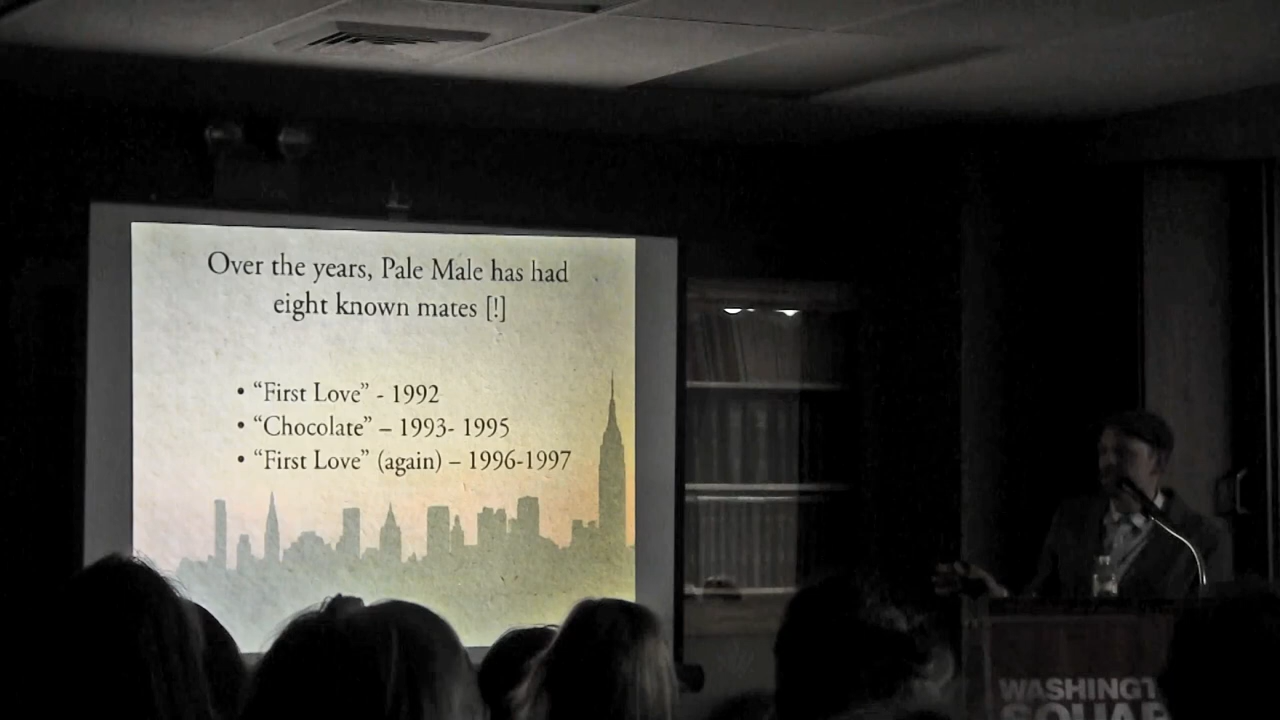 Over the years, Pale Male has had
eight known mates [!]
• “First Love” - 1992
• “Chocolate” – 1993- 1995
• “First Love” (again) – 1996-1997
WASHINGT
SQUAR